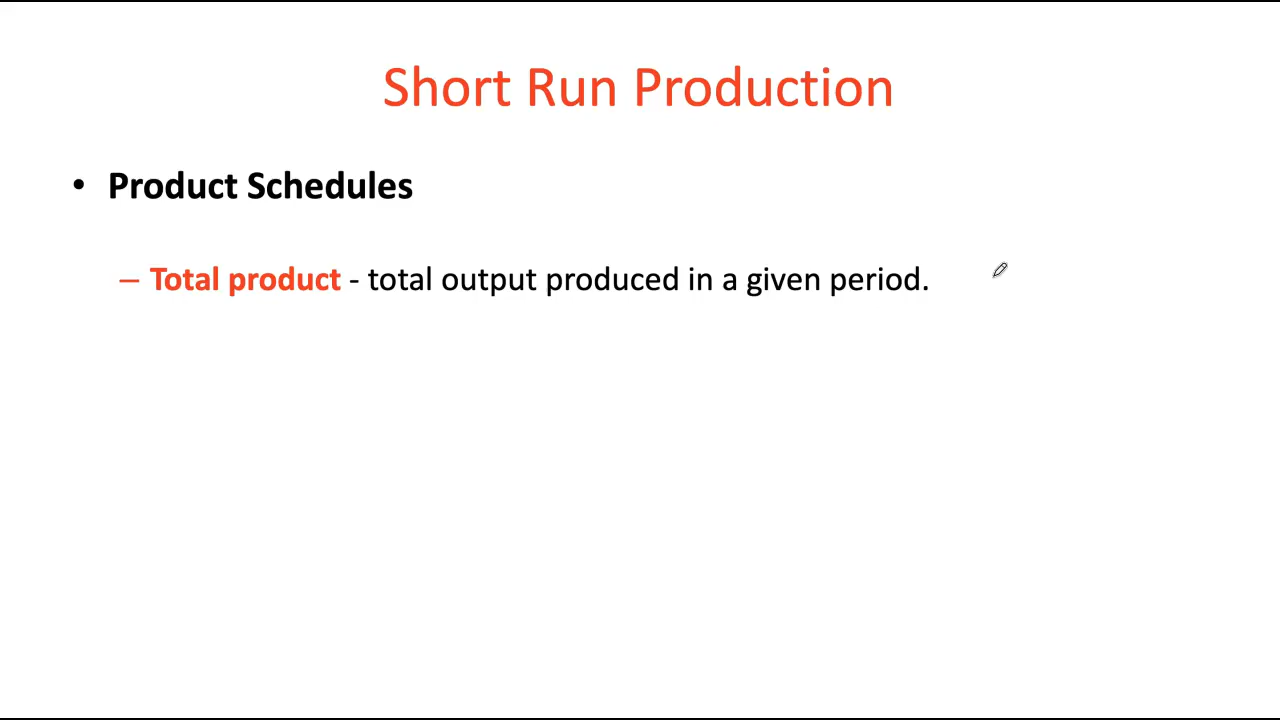 Short Run Production
• Product Schedules
– Total product - total output produced in a given period.